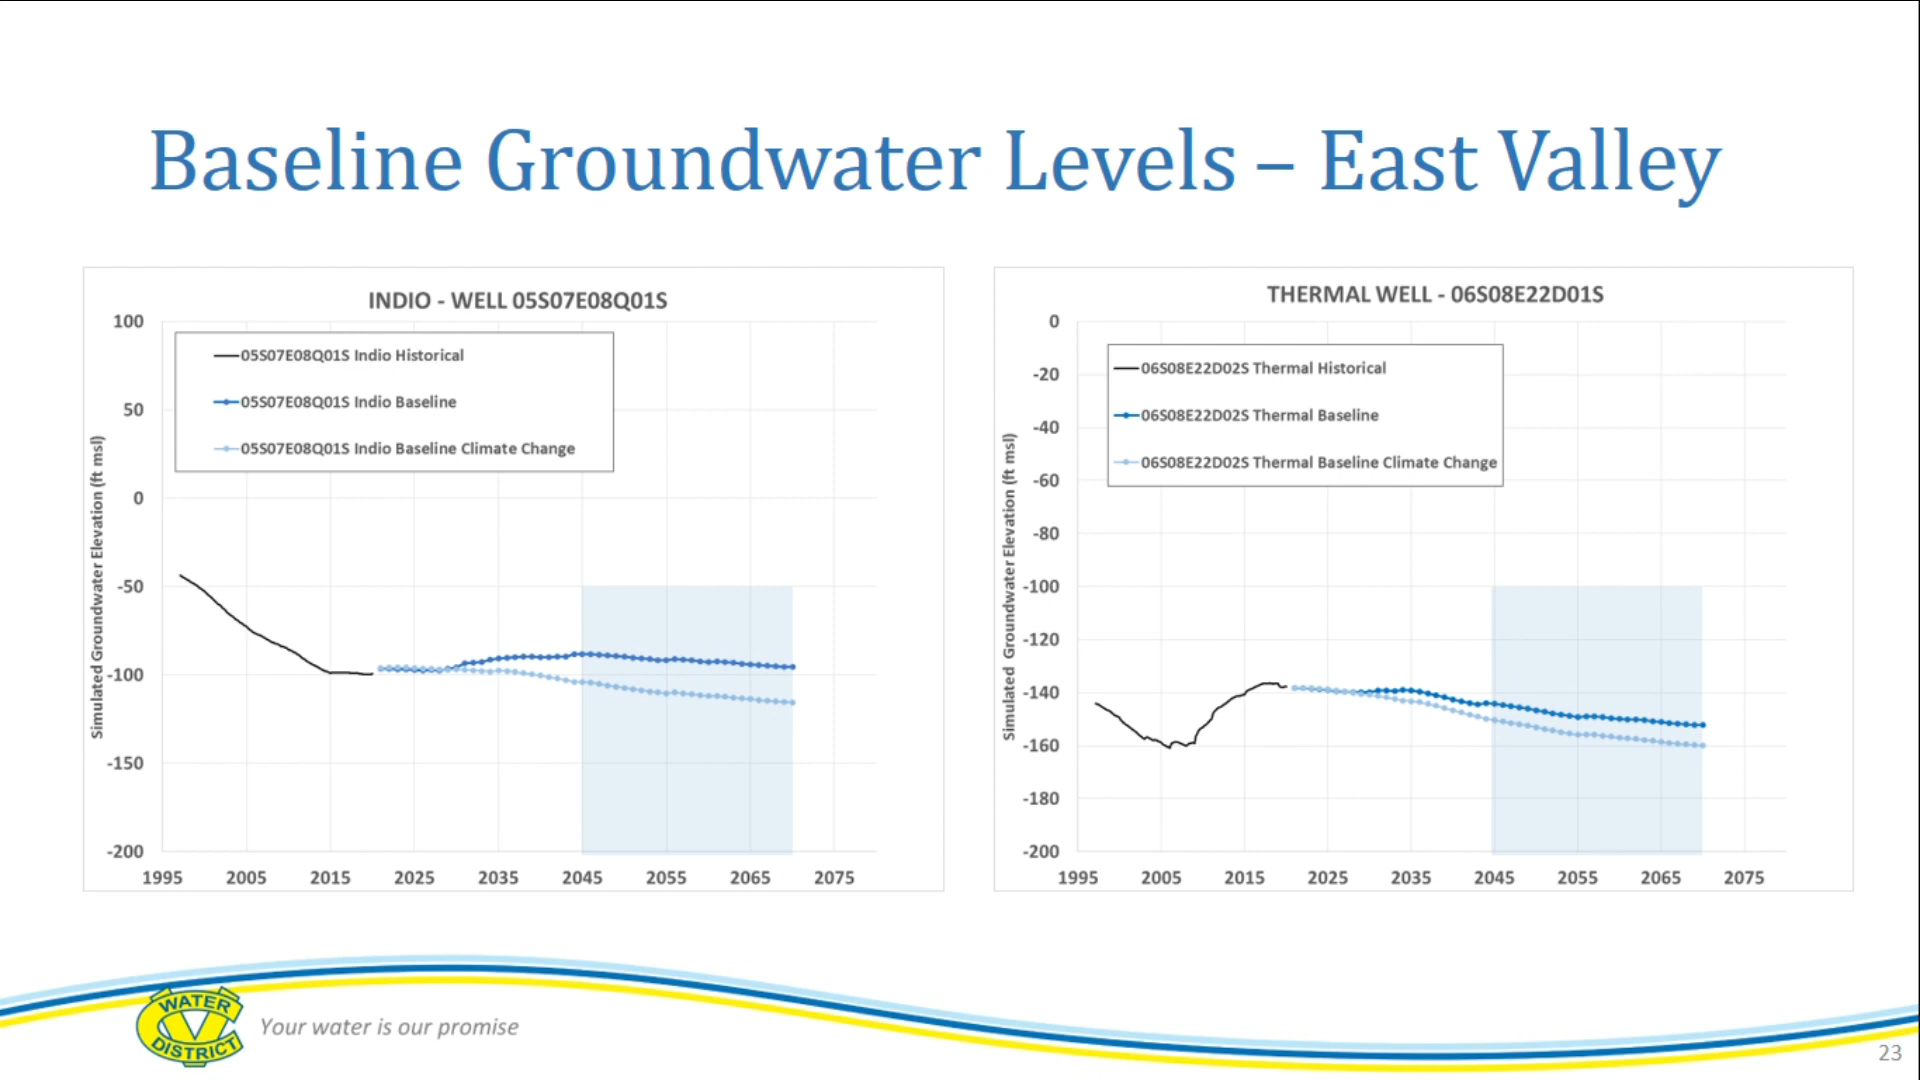 Baseline Groundwater Levels – East Valley
INDIO - WELL 05S07E08Q01S
05S07E08Q01S Indio Historical
05S07E08Q01S Indio Baseline
05S07E08Q01S Indio Baseline Climate Change
Simulated Groundwater Elevation (ft msl)
100
50
0
-50
-100
-150
-200
1995 2005 2015 2025 2035 2045 2055 2065 2075
THERMAL WELL - 06S08E22D01S
06S08E22D02S Thermal Historical
06S08E22D02S Thermal Baseline
06S08E22D02S Thermal Baseline Climate Change
Simulated Groundwater Elevation (ft msl)
0
-20
-40
-60
-80
-100
-120
-140
-160
-180
-200
1995 2005 2015 2025 2035 2045 2055 2065 2075
WATER
CV
DISTRICT
Your water is our promise
23